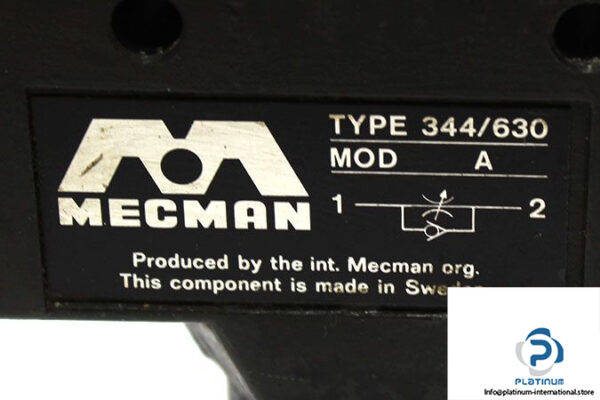 MECMAN
TYPE 344/630
MOD A
1 2
Produced by the int. Mecman org.
This component is made in
PLATINUM
Info@platinum-international.store